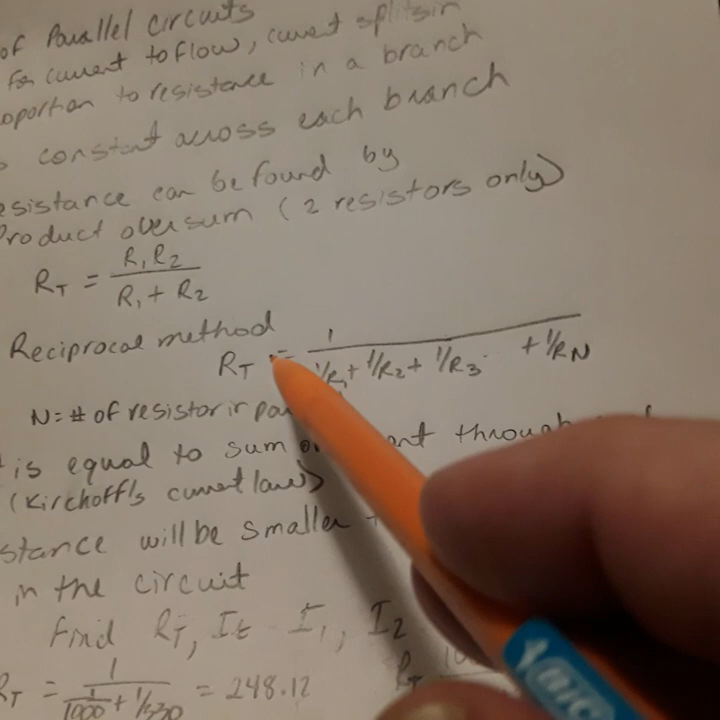 of Parallel Circuits
For current to flow, current splits in
oportion to resistance in a branch
s constant across each branch
esistance can be found by
Product over sum (2 resistors only)
RT = R1R2 / R1 + R2
Reciprocal method
RT = 1 / 1/R1 + 1/R2 + 1/R3 + 1/RN
N = # of resistor in pa
t is equal to sum o nt through
(Kirchoff's current laws)
stance will be smaller t
in the circuit
Find RT, It I1, I2
RT = 1 / 1/1000 + 1/330 = 248.12
RT
BIC